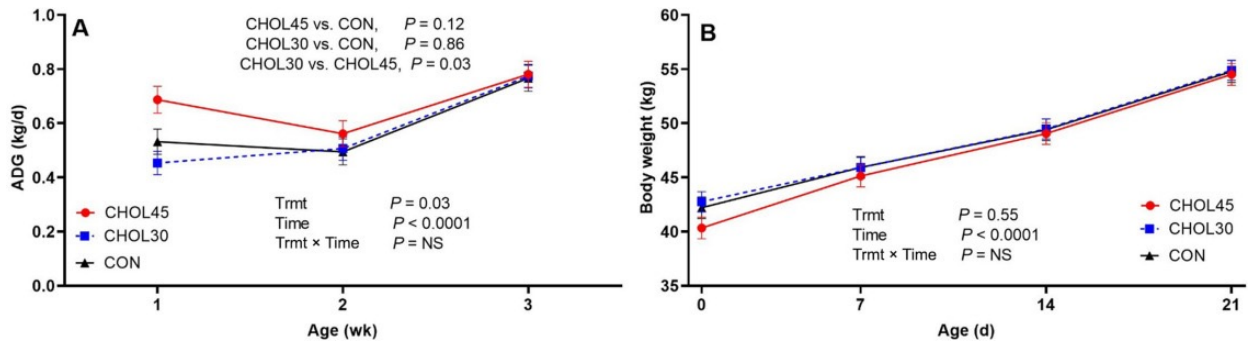 A
CHOL45 vs. CON, P = 0.12
CHOL30 vs. CON, P = 0.86
CHOL30 vs. CHOL45, P = 0.03
ADG (kg/d)
1.0
0.8
0.6
0.4
0.2
0.0
CHOL45
CHOL30
CON
Trmt P = 0.03
Time P < 0.0001
Trmt × Time P = NS
1 2 3
Age (wk)
B
Body weight (kg)
60
55
50
45
40
35
Trmt P = 0.55
Time P < 0.0001
Trmt × Time P = NS
CHOL45
CHOL30
CON
0 7 14 21
Age (d)